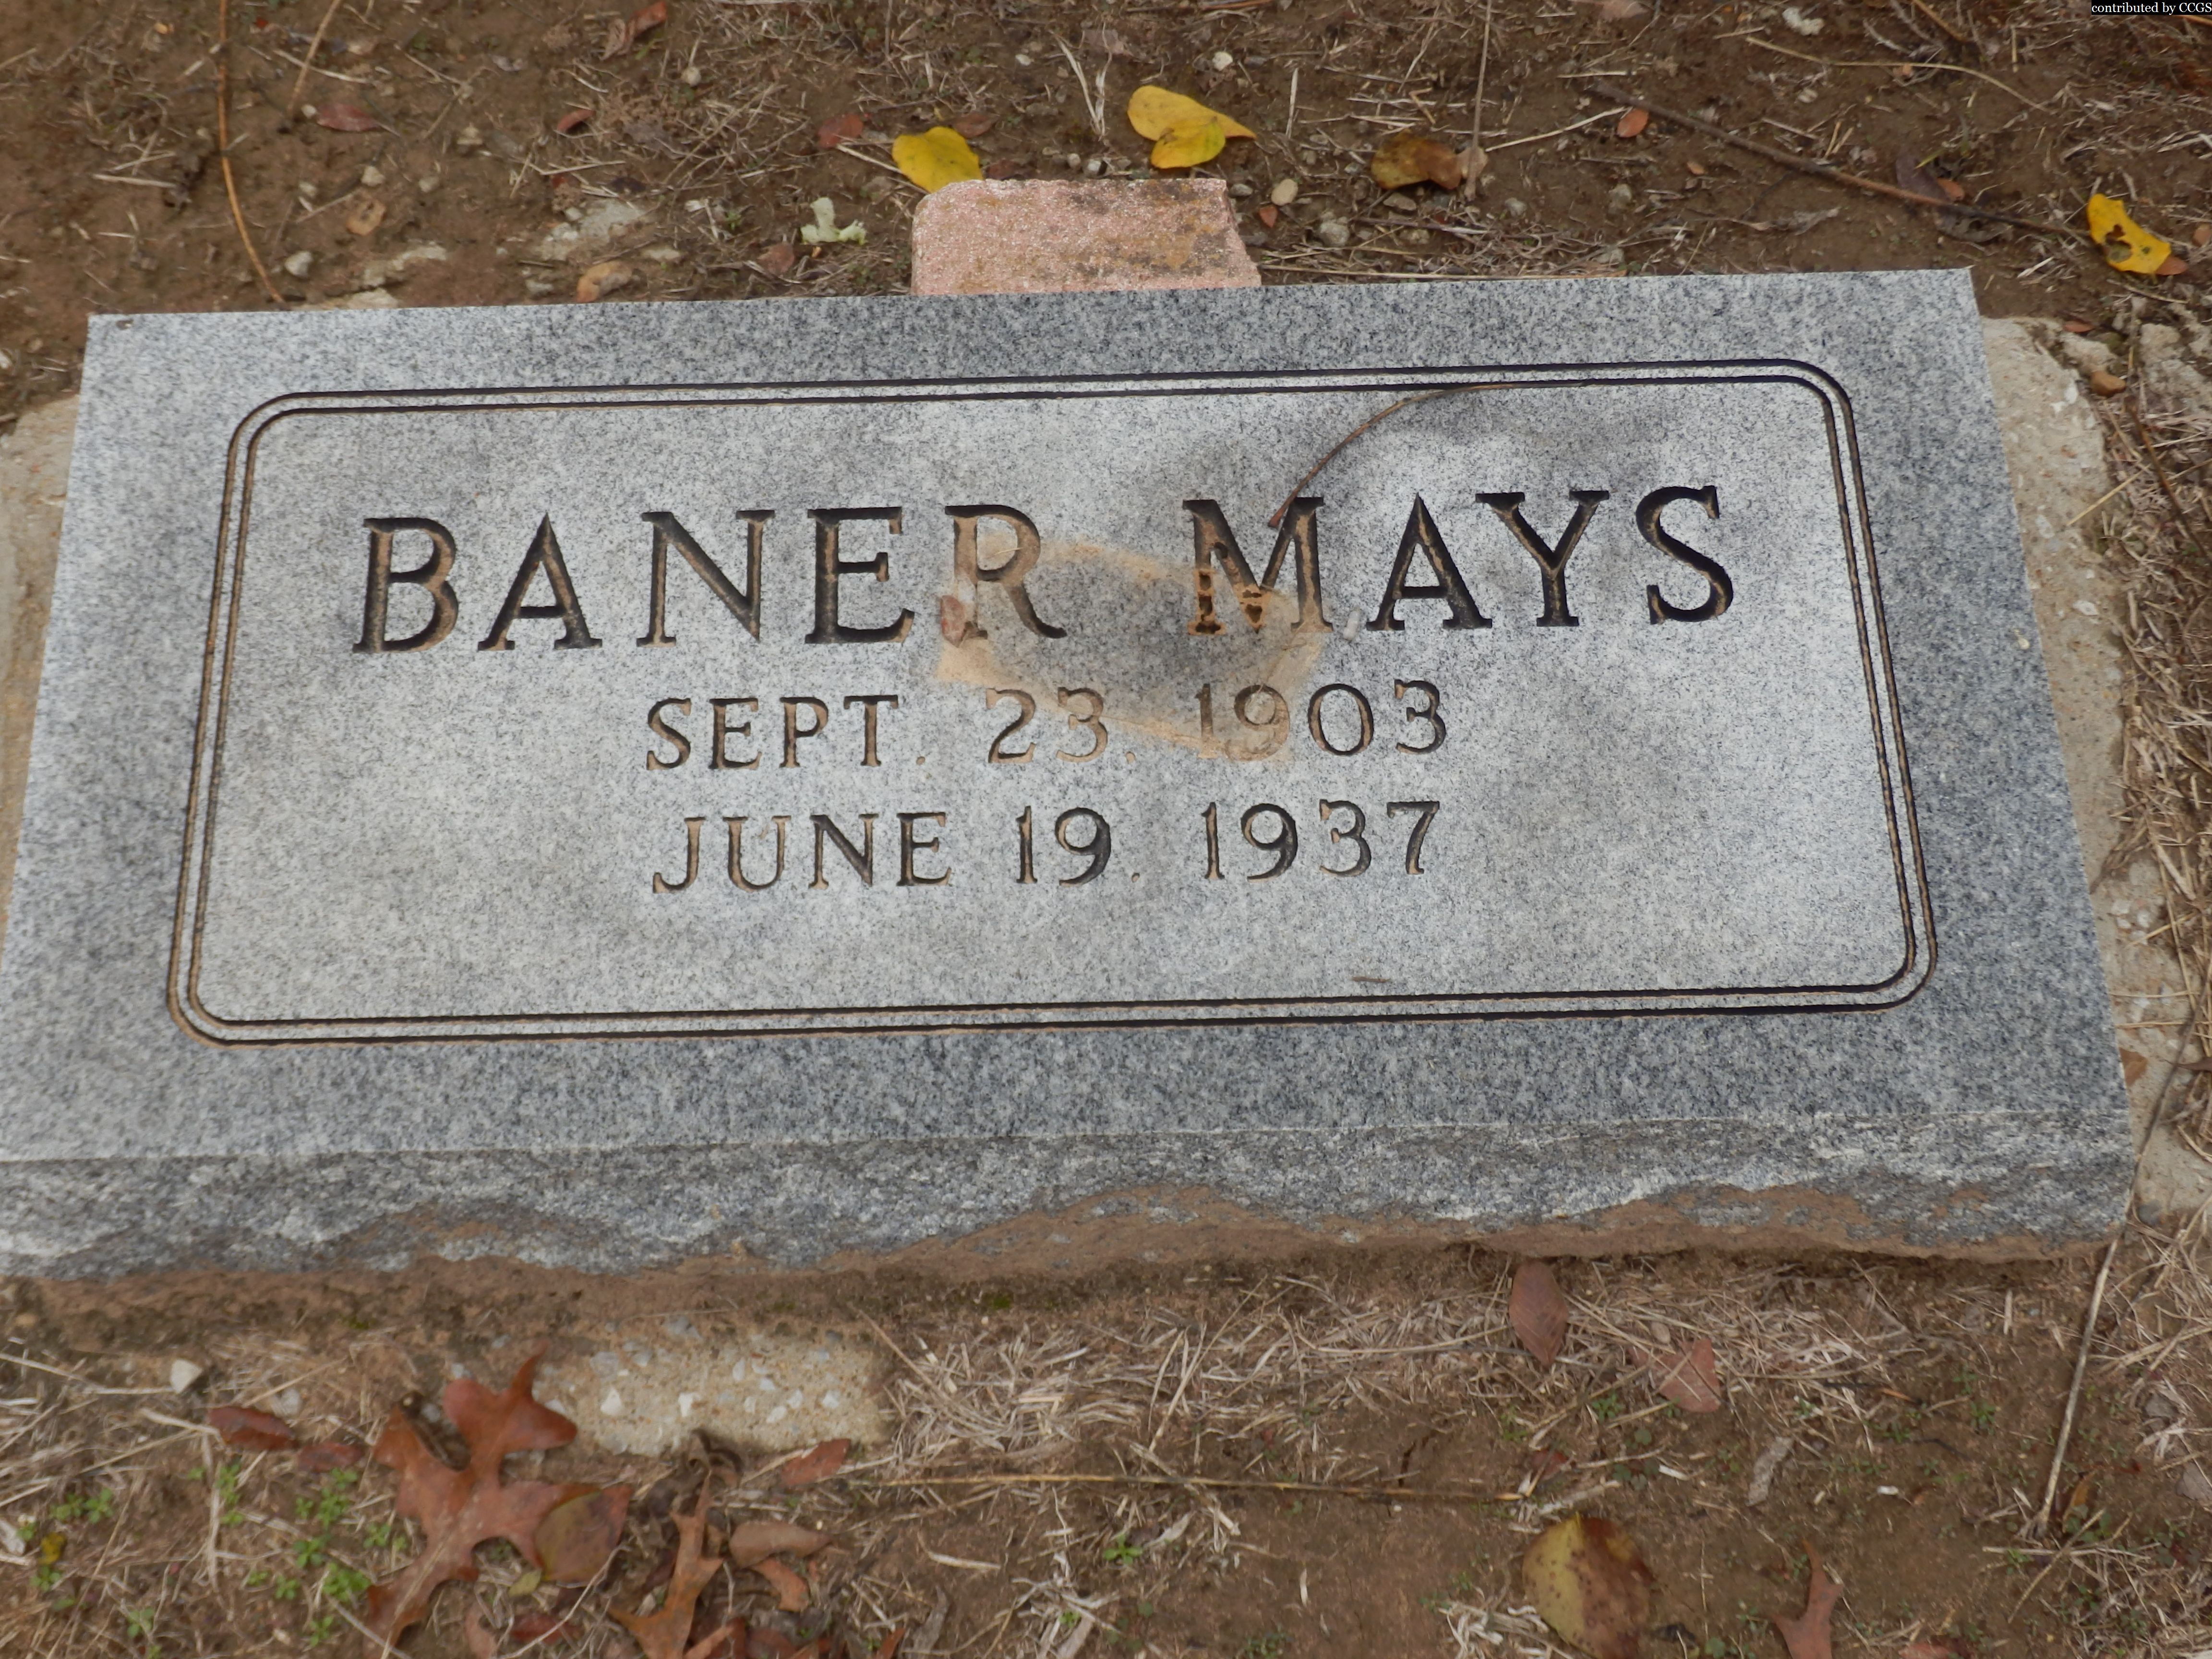 contributed by CCGS
BANER MAYS
SEPT. 23. 1903
JUNE 19. 1937